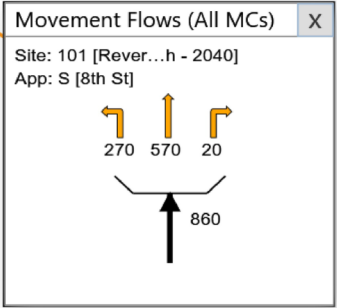 Movement Flows (All MCs) X
Site: 101 [Rever...h - 2040]
App: S [8th St]
270 570 20
860